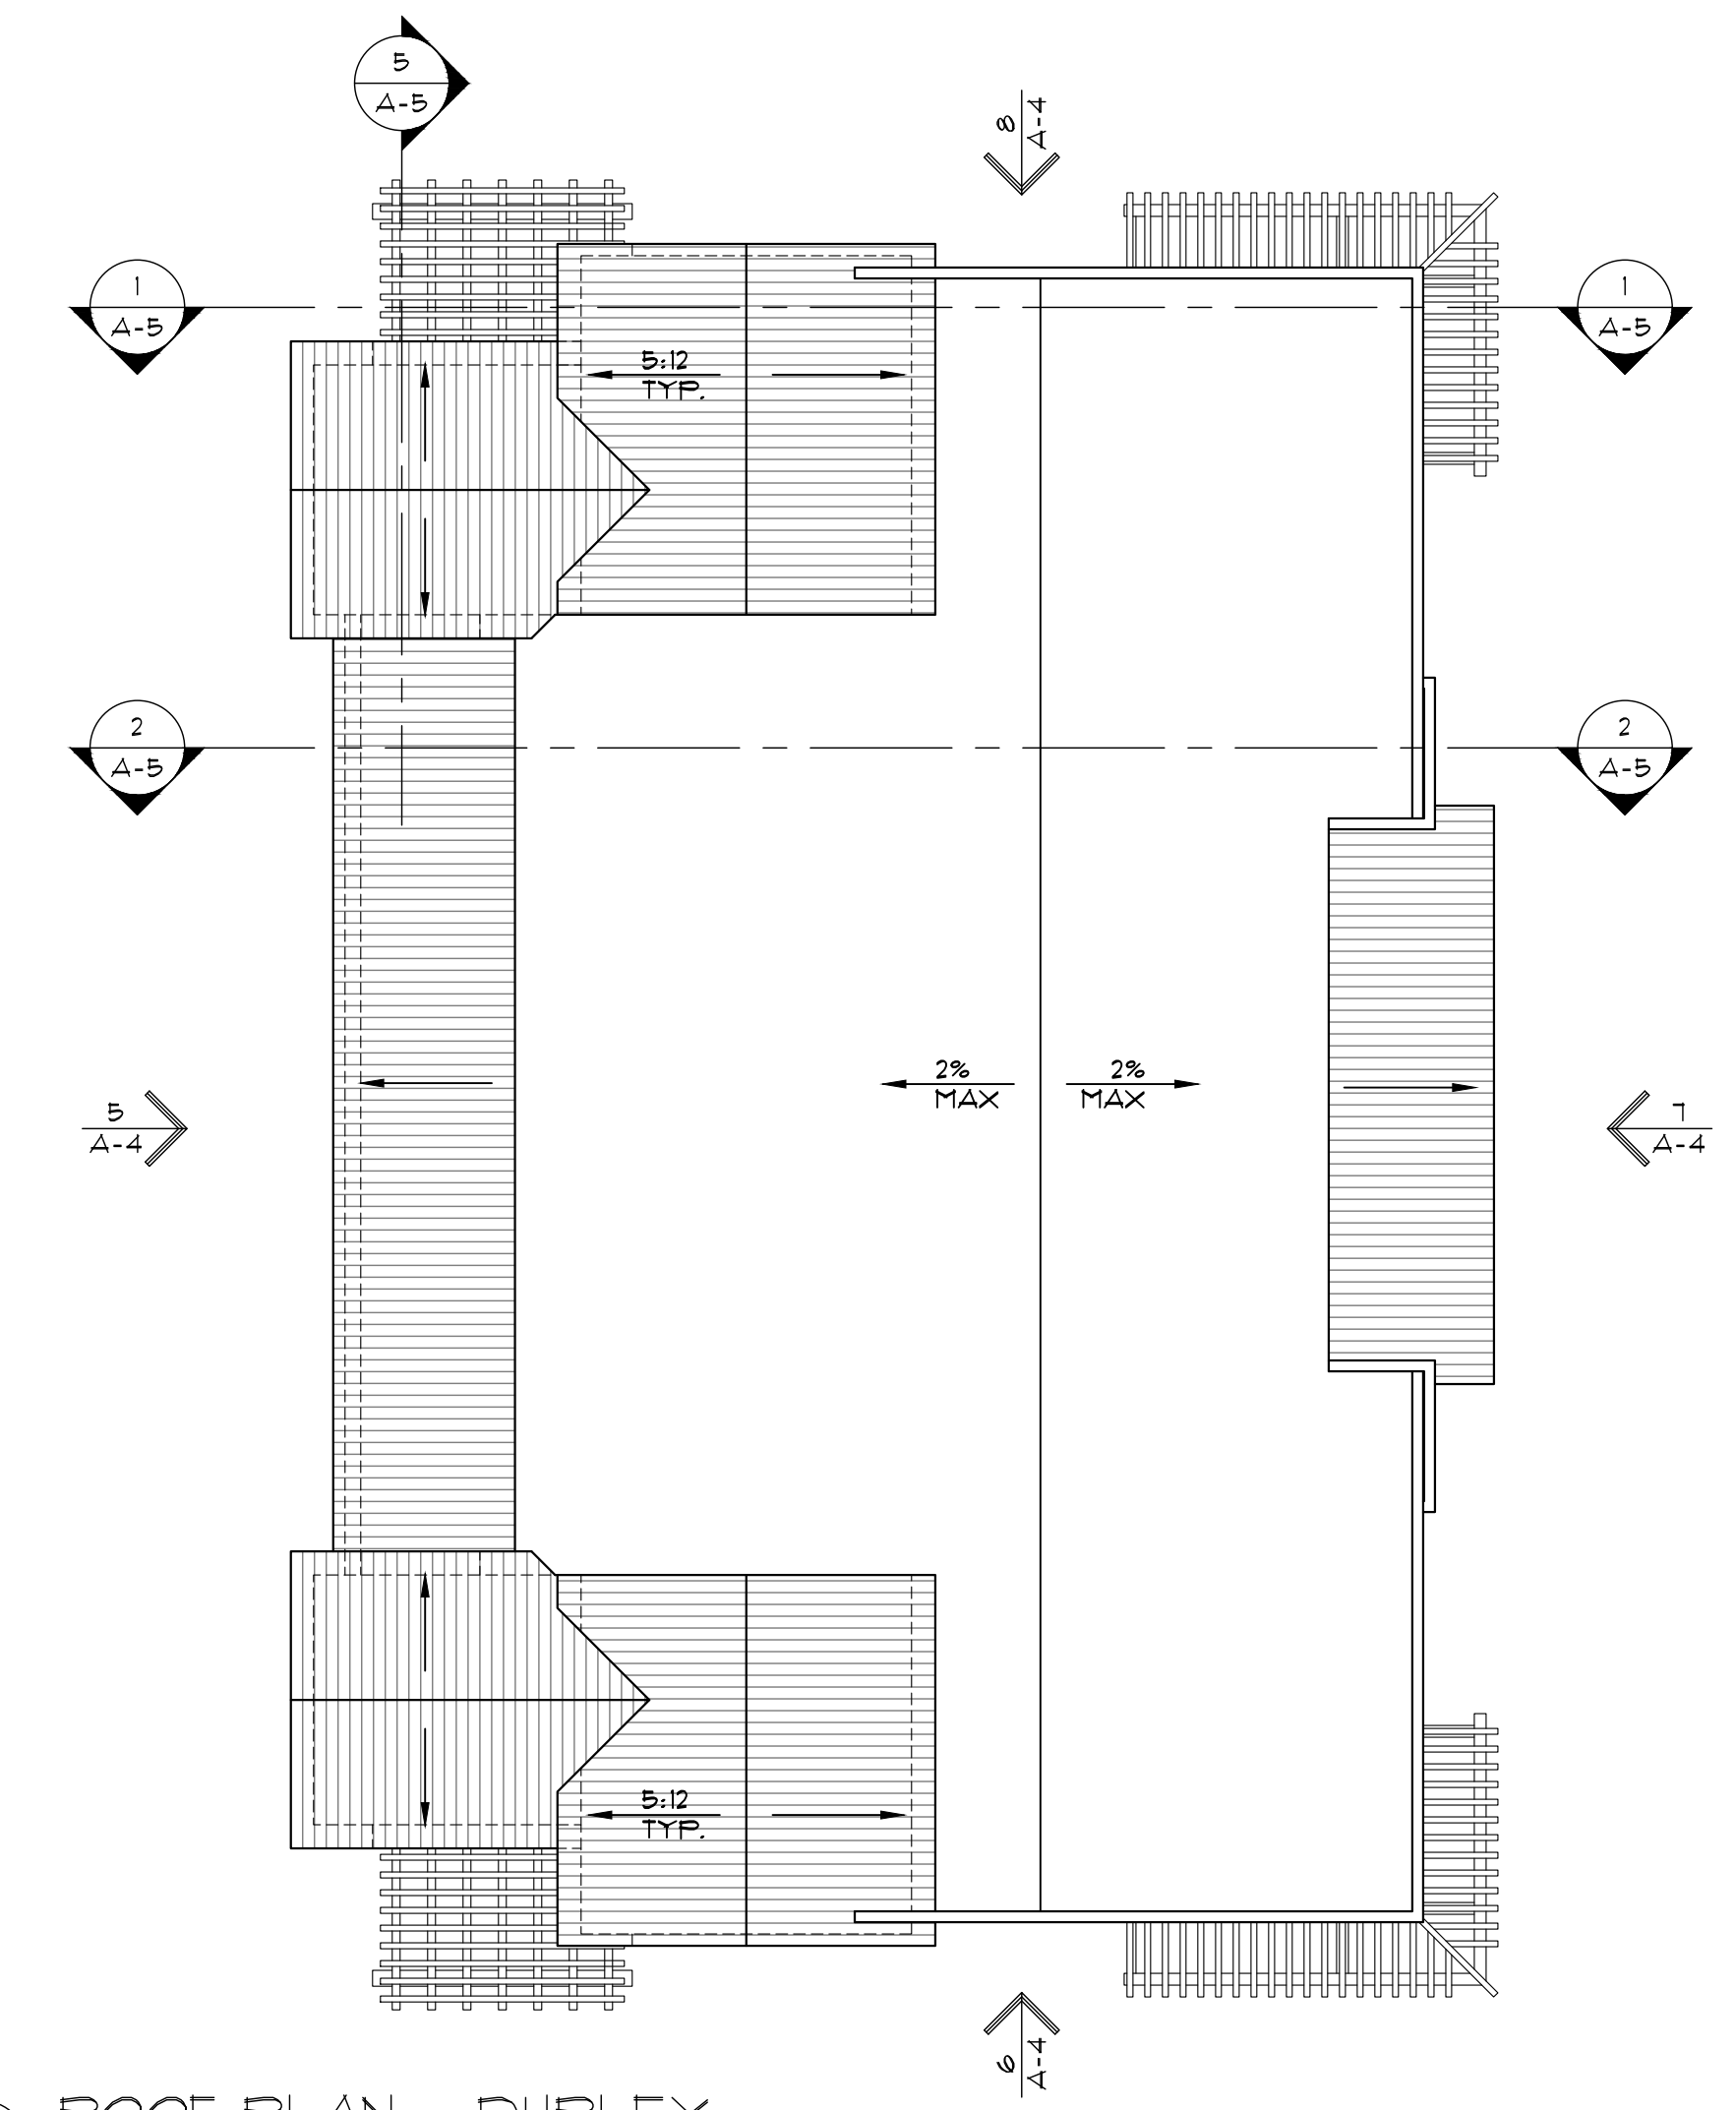 5
A-5
8
A-4
1
A-5
1
A-5
5:12
TYP.
2
A-5
2
A-5
2%
MAX
2%
MAX
5
A-4
7
A-4
5:12
TYP.
6
A-4
ROOF PLAN - DUPLEX